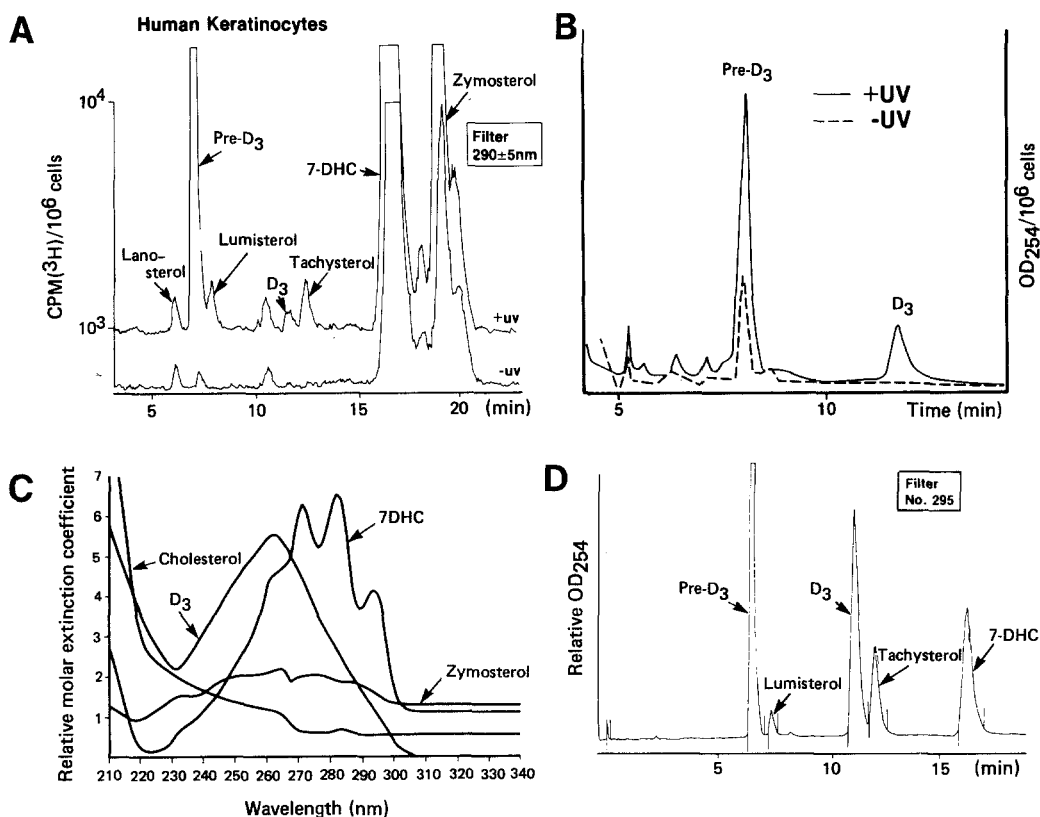 A
Human Keratinocytes
CPM(³H)/10⁶ cells
10⁴
10³
Pre-D₃
Lano-
sterol
Lumisterol
D₃
Tachysterol
7-DHC
Zymosterol
Filter
290±5nm
+uv
-uv
5 10 15 20 (min)
B
Pre-D₃
+UV
-UV
D₃
OD₂₅₄/10⁶ cells
5 10 Time (min)
C
Relative molar extinction coefficient
7
6
5
4
3
2
1
Cholesterol
D₃
7DHC
Zymosterol
210 220 230 240 250 260 270 280 290 300 310 320 330 340
Wavelength (nm)
D
Filter
No. 295
Relative OD₂₅₄
Pre-D₃
Lumisterol
D₃
Tachysterol
7-DHC
5 10 15 (min)